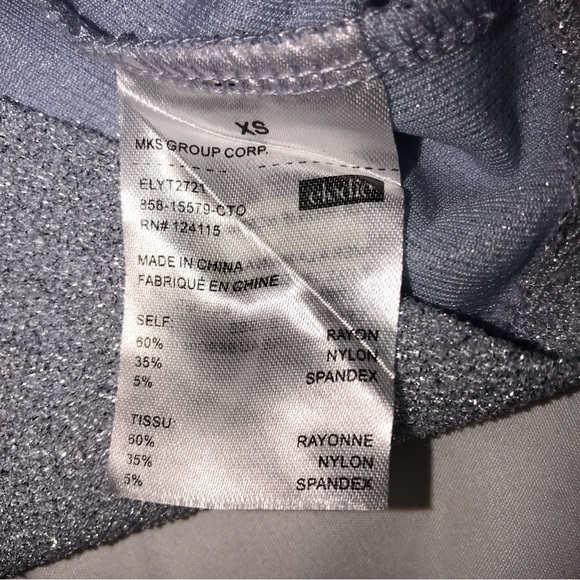 XS
MKS GROUP CORP.
ELYT2721
858-15579-CTO
RN# 124115
MADE IN CHINA
FABRIQUÉ EN CHINE
SELF:
60% RAYON
35% NYLON
5% SPANDEX
TISSU:
60% RAYONNE
35% NYLON
5% SPANDEX